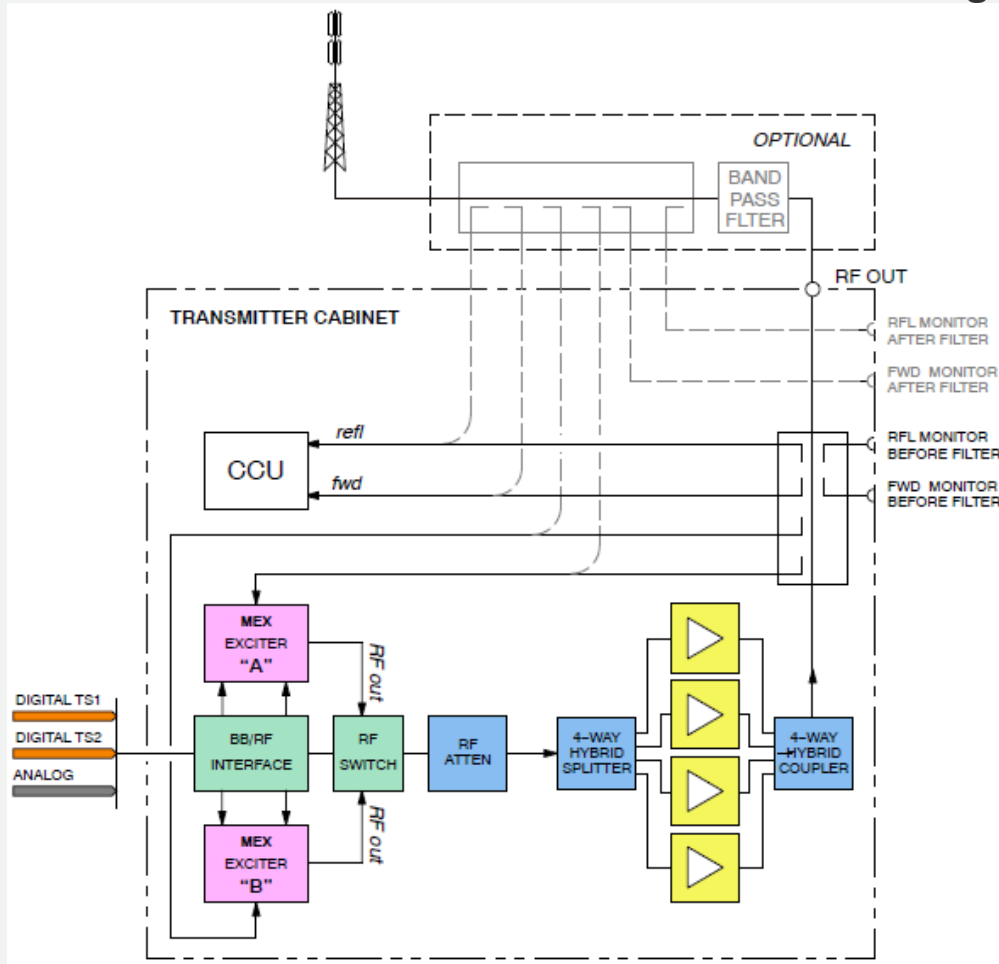 OPTIONAL
BAND
PASS
FLTER
RF OUT
TRANSMITTER CABINET
RFL MONITOR
AFTER FILTER
FWD MONITOR
AFTER FILTER
refl
CCU
fwd
RFL MONITOR
BEFORE FILTER
FWD MONITOR
BEFORE FILTER
MEX
EXCITER
“A”
RF out
DIGITAL TS1
DIGITAL TS2
ANALOG
BB/RF
INTERFACE
RF
SWITCH
RF
ATTEN
4–WAY
HYBRID
SPLITTER
4–WAY
HYBRID
COUPLER
RF out
MEX
EXCITER
“B”